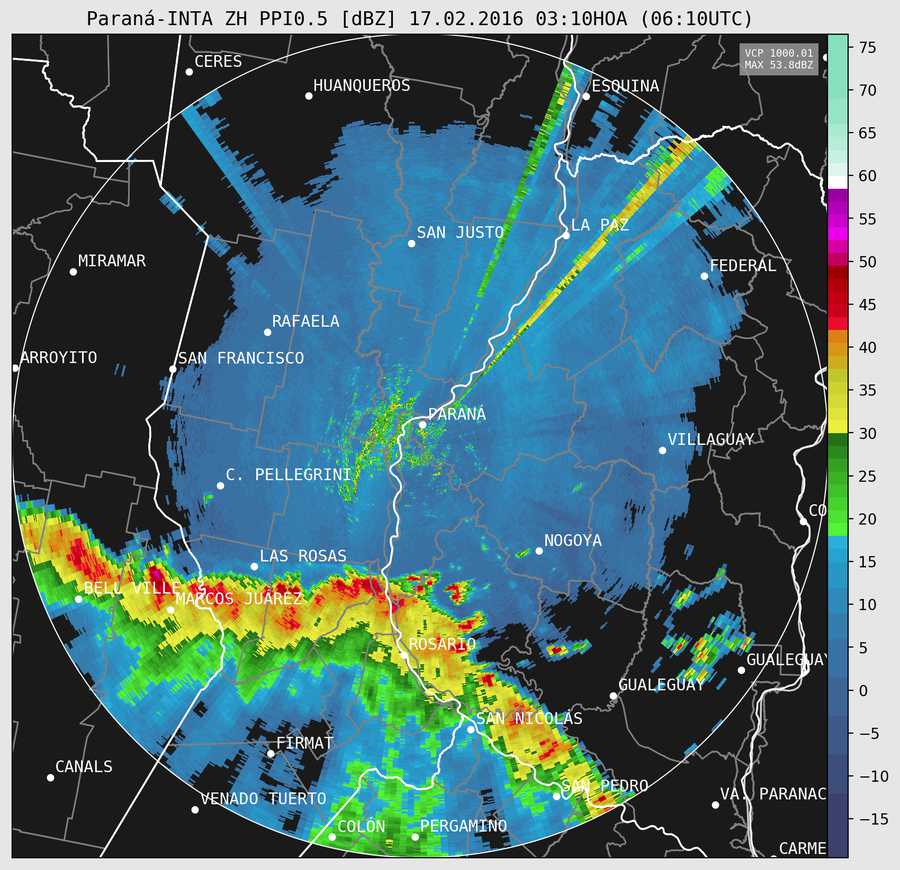 Paraná-INTA ZH PPI0.5 [dBZ] 17.02.2016 03:10HOA (06:10UTC)
VCP 1000.01
MAX 53.8dBZ
CERES
HUANQUEROS
ESQUINA
SAN JUSTO
LA PAZ
MIRAMAR
FEDERAL
RAFAELA
ARROYITO
SAN FRANCISCO
PARANÁ
VILLAGUAY
C. PELLEGRINI
CO
NOGOYA
LAS ROSAS
BELL VILLE
MARCOS JUÁREZ
ROSARIO
GUALEGUAY
GUALEGUAY
SAN NICOLÁS
FIRMAT
CANALS
SAN PEDRO
VENADO TUERTO
VA. PARANAC
COLÓN
PERGAMINO
CARME
75
70
65
60
55
50
45
40
35
30
25
20
15
10
5
0
−5
−10
−15